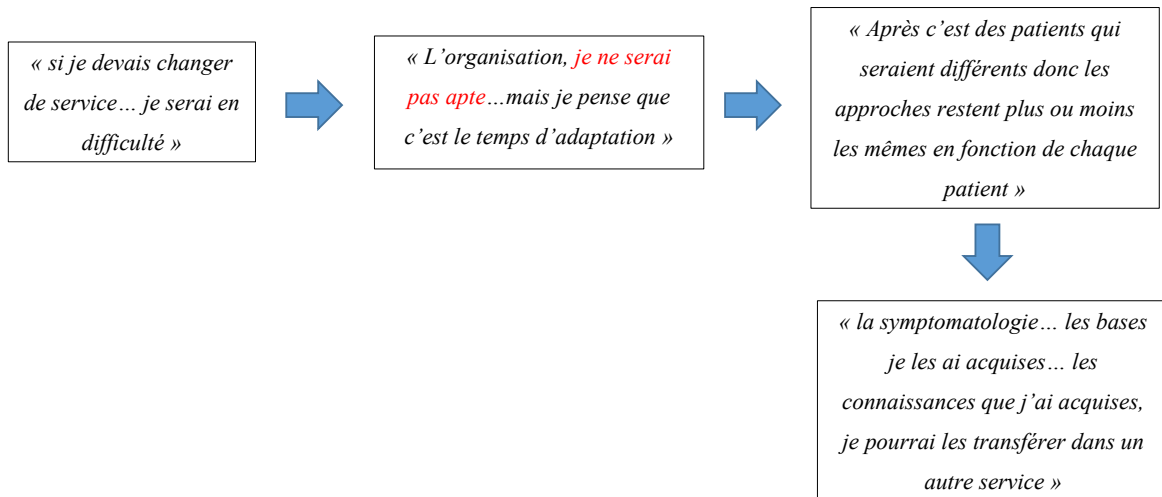 « si je devais changer
de service… je serai en
difficulté »
« L’organisation, je ne serai
pas apte…mais je pense que
c’est le temps d’adaptation »
« Après c’est des patients qui
seraient différents donc les
approches restent plus ou moins
les mêmes en fonction de chaque
patient »
« la symptomatologie… les bases
je les ai acquises… les
connaissances que j’ai acquises,
je pourrai les transférer dans un
autre service »